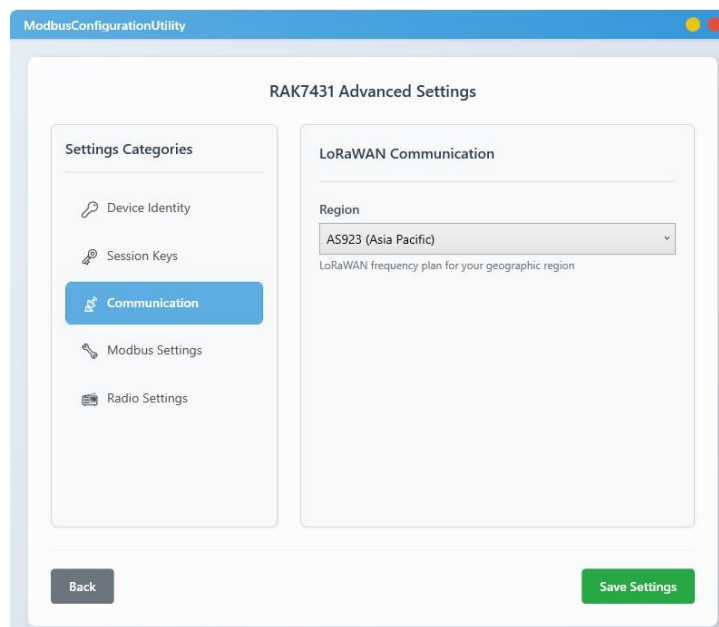 ModbusConfigurationUtility
RAK7431 Advanced Settings
Settings Categories
Device Identity
Session Keys
Communication
Modbus Settings
Radio Settings
LoRaWAN Communication
Region
AS923 (Asia Pacific)
LoRaWAN frequency plan for your geographic region
Back
Save Settings